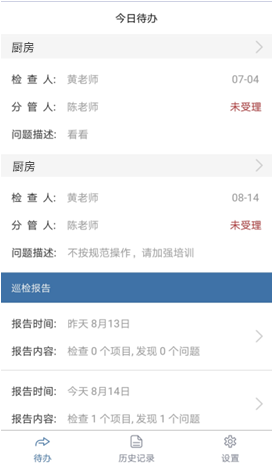 今日待办
厨房
检 查 人: 黄老师 07-04
分 管 人: 陈老师 未受理
问题描述: 看看
厨房
检 查 人: 黄老师 08-14
分 管 人: 陈老师 未受理
问题描述: 不按规范操作，请加强培训
巡检报告
报告时间: 昨天 8月13日
报告内容: 检查 0 个项目, 发现 0 个问题
报告时间: 今天 8月14日
报告内容: 检查 1 个项目, 发现 1 个问题
待办 历史记录 设置